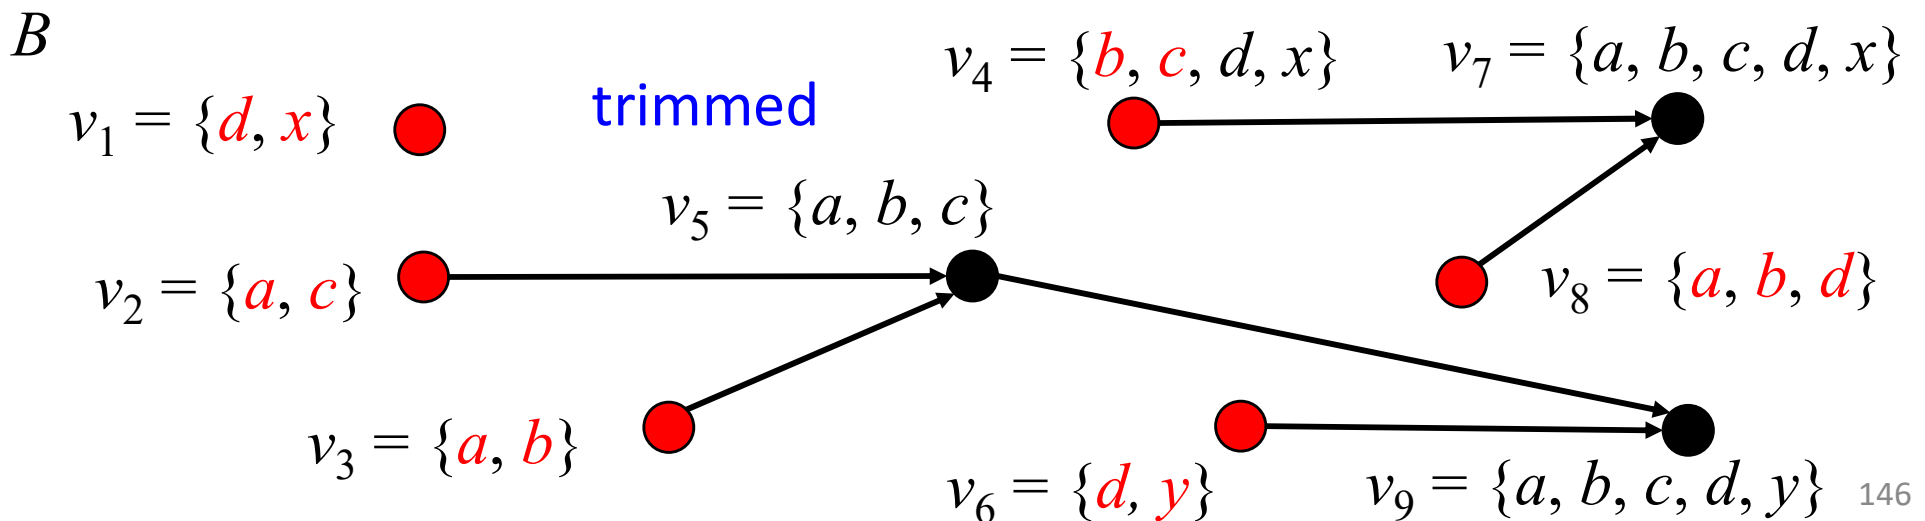 B
v₄ = {b, c, d, x}
v₇ = {a, b, c, d, x}
trimmed
v₁ = {d, x}
v₅ = {a, b, c}
v₂ = {a, c}
v₈ = {a, b, d}
v₃ = {a, b}
v₆ = {d, y}
v₉ = {a, b, c, d, y}
146